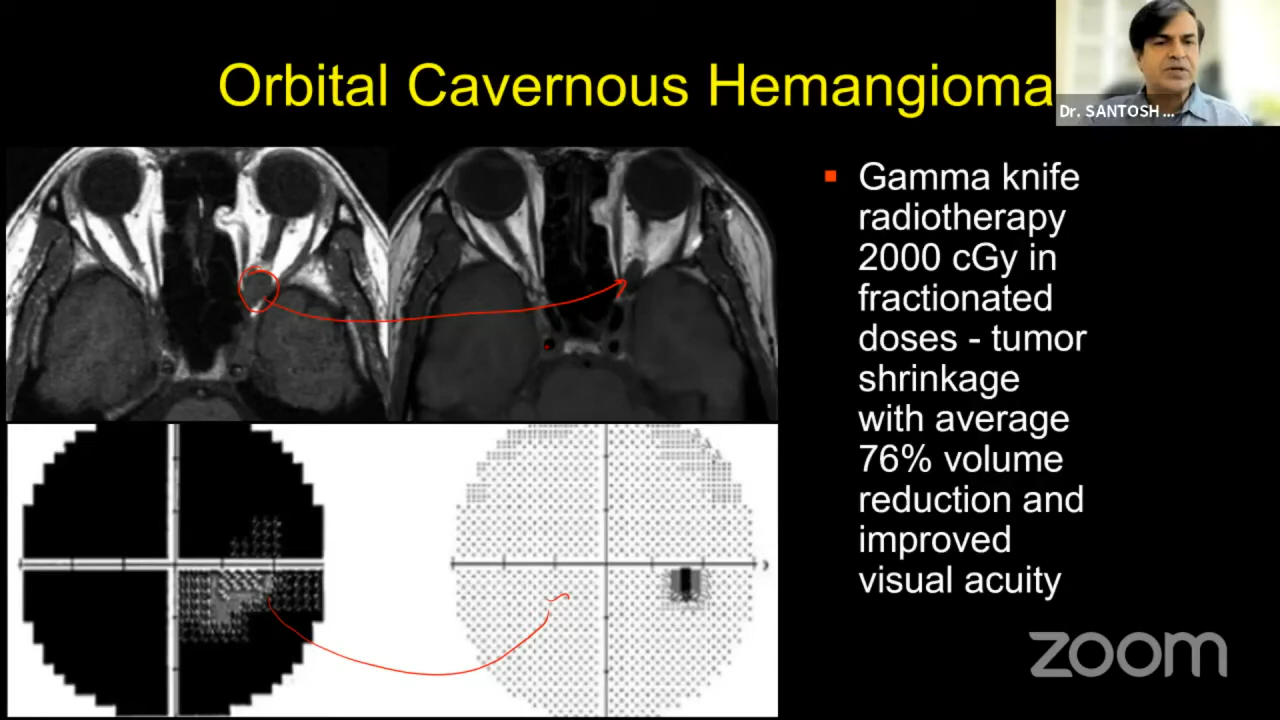 Orbital Cavernous Hemangioma
Dr. SANTOSH ...
Gamma knife
radiotherapy
2000 cGy in
fractionated
doses - tumor
shrinkage
with average
76% volume
reduction and
improved
visual acuity
zoom